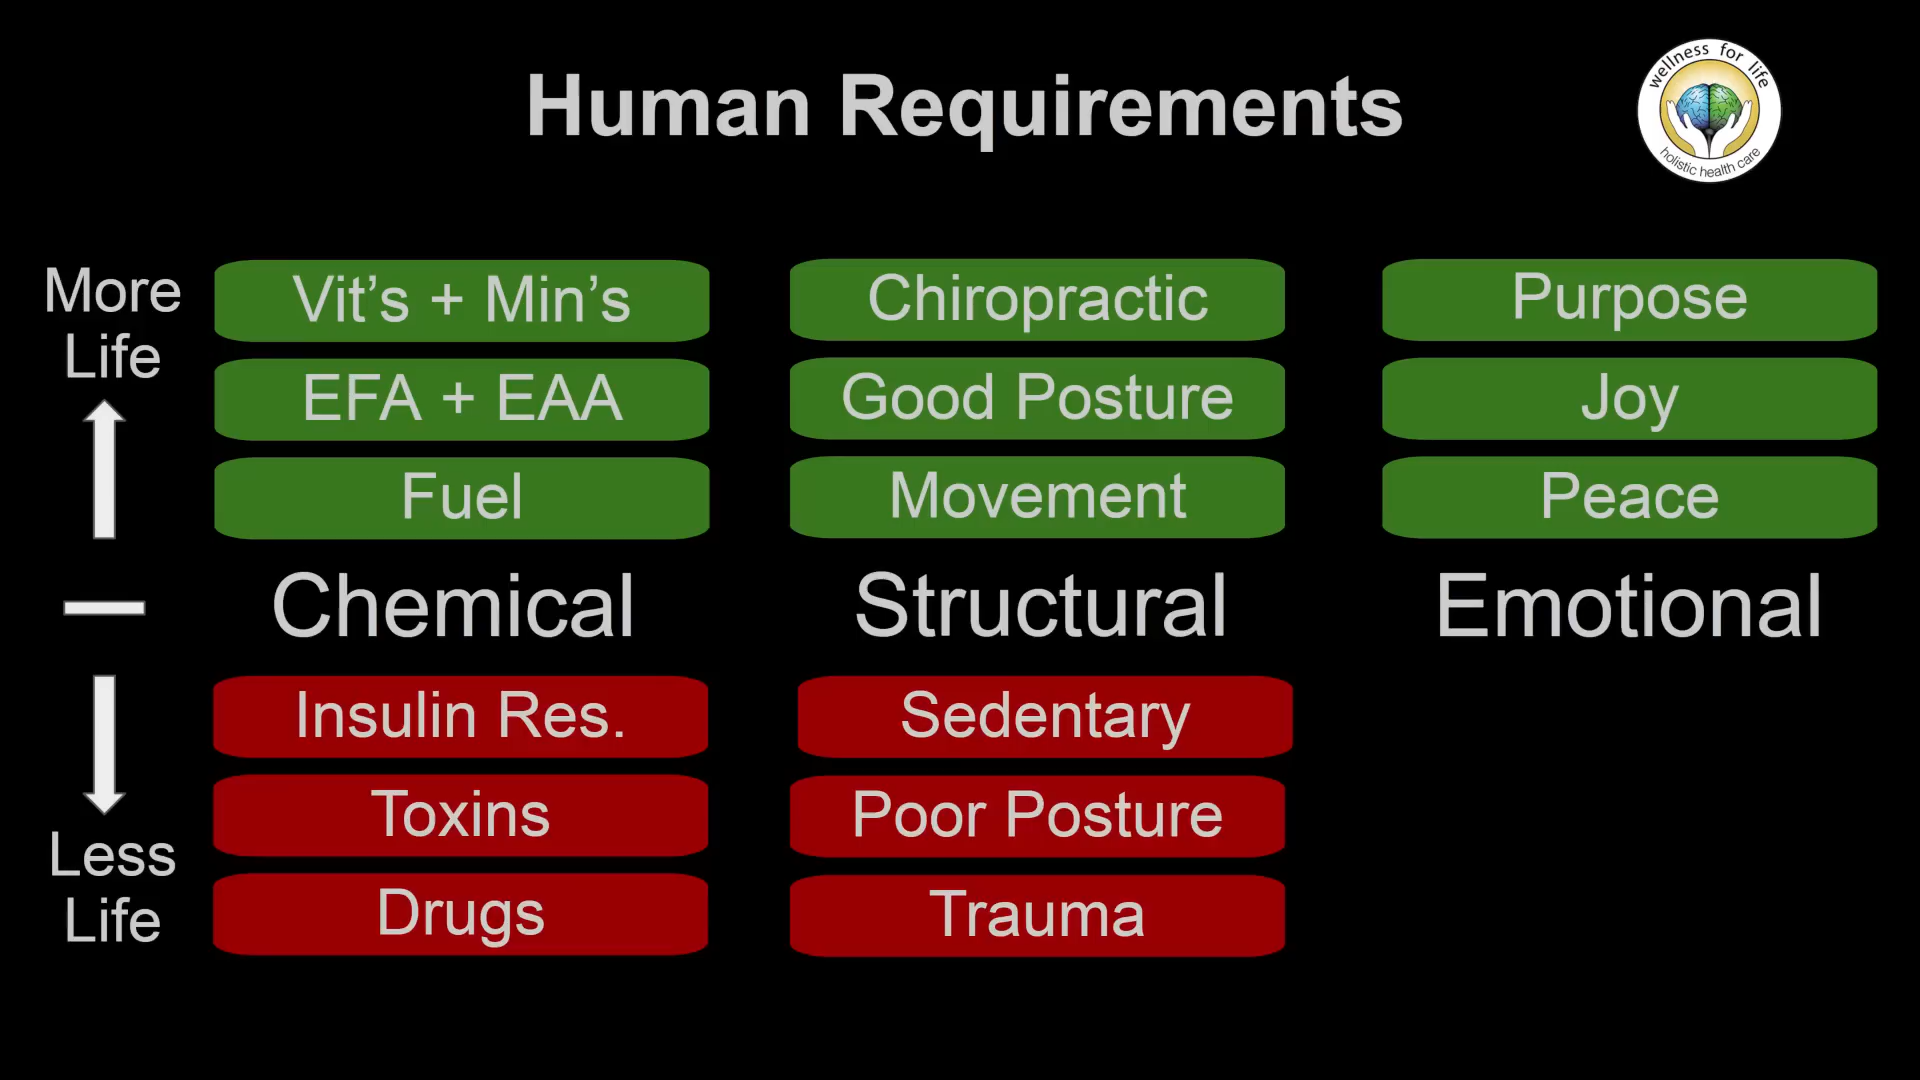 Human Requirements
wellness for life
holistic health care
More
Life
Vit’s + Min’s
Chiropractic
Purpose
EFA + EAA
Good Posture
Joy
Fuel
Movement
Peace
Chemical
Structural
Emotional
Insulin Res.
Sedentary
Toxins
Poor Posture
Less
Life
Drugs
Trauma